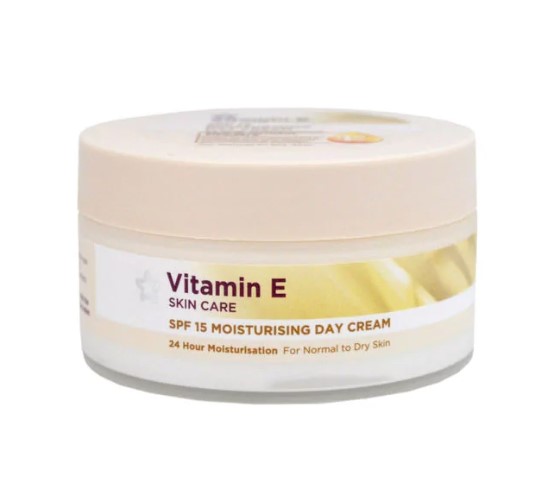 Vitamin E
SKIN CARE
SPF 15 MOISTURISING DAY CREAM
24 Hour Moisturisation For Normal to Dry Skin